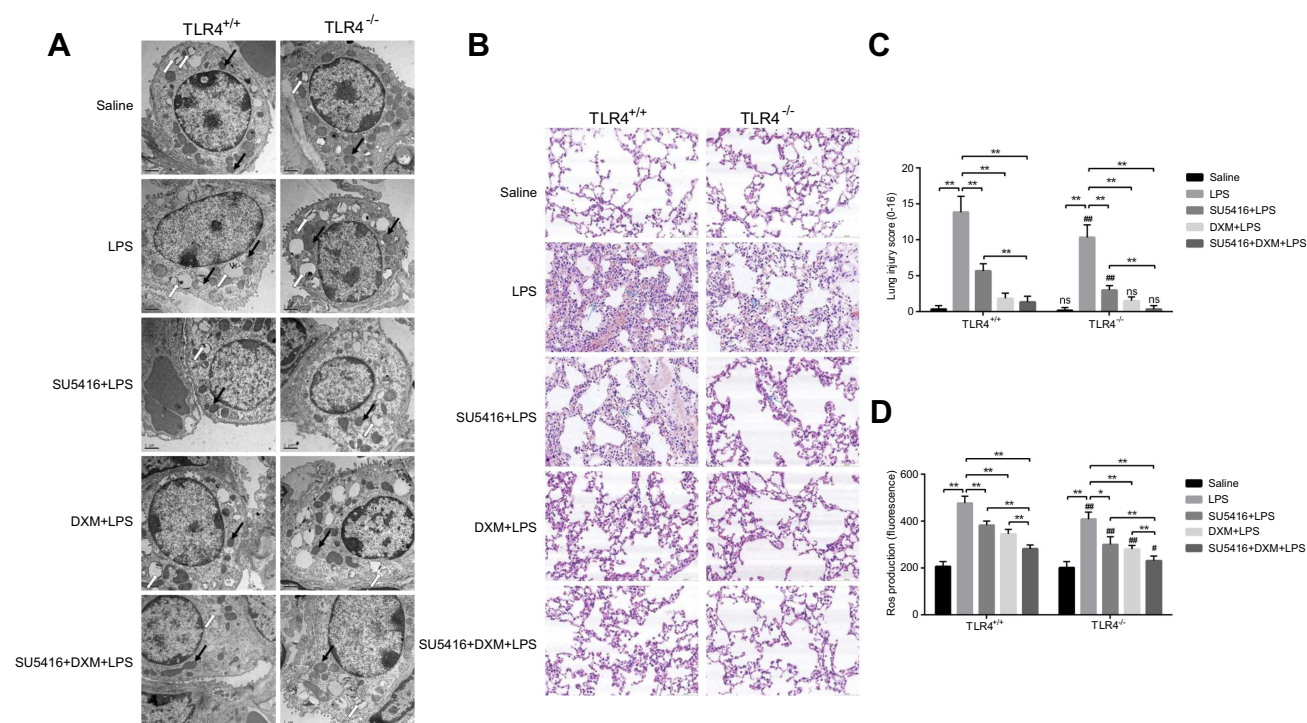 A
TLR4+/+
TLR4-/-
Saline
LPS
SU5416+LPS
DXM+LPS
SU5416+DXM+LPS
B
TLR4+/+
TLR4-/-
Saline
LPS
SU5416+LPS
DXM+LPS
SU5416+DXM+LPS
C
Lung injury score (0-16)
20
15
10
5
0
**
**
**
**
**
**
**
**
**
**
##
##
ns
ns
ns
TLR4+/+
TLR4-/-
Saline
LPS
SU5416+LPS
DXM+LPS
SU5416+DXM+LPS
D
Ros production (fluorescence)
600
400
200
0
**
**
**
**
**
**
**
**
**
*
**
**
##
##
##
#
TLR4+/+
TLR4-/-
Saline
LPS
SU5416+LPS
DXM+LPS
SU5416+DXM+LPS